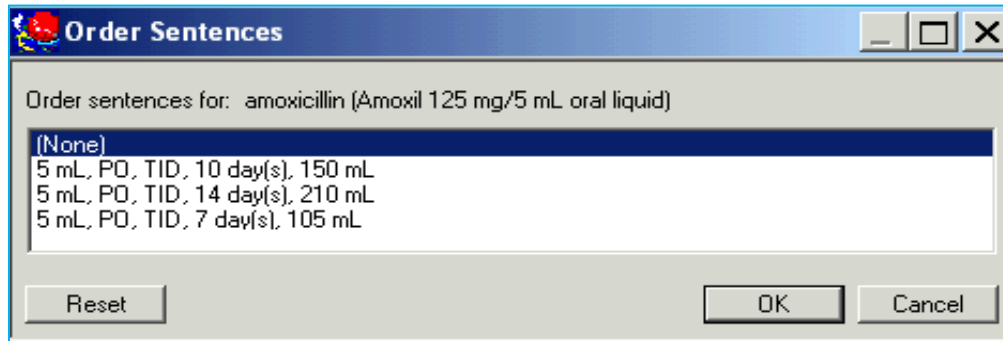 Order Sentences
Order sentences for: amoxicillin (Amoxil 125 mg/5 mL oral liquid)
(None)
5 mL, PO, TID, 10 day(s), 150 mL
5 mL, PO, TID, 14 day(s), 210 mL
5 mL, PO, TID, 7 day(s), 105 mL
Reset OK Cancel